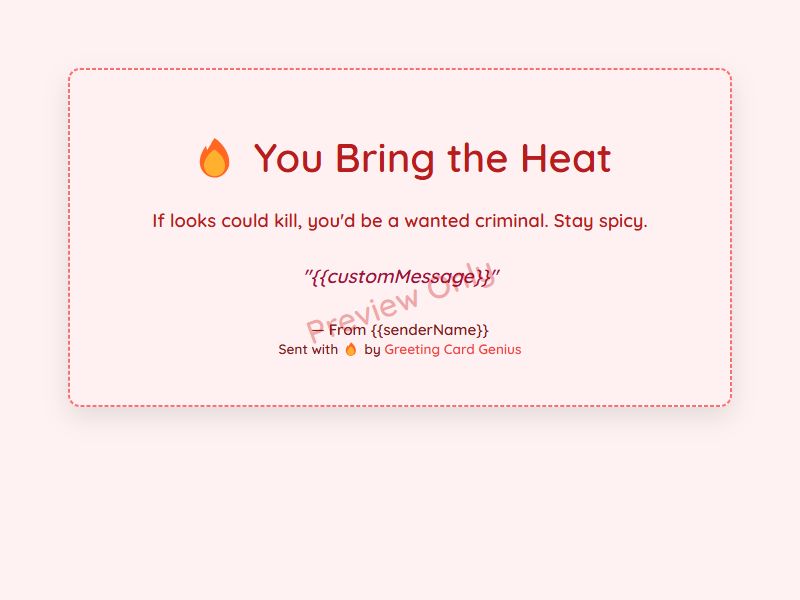 🔥 You Bring the Heat
If looks could kill, you'd be a wanted criminal. Stay spicy.
"{{customMessage}}"
Preview Only
— From {{senderName}}
Sent with 🔥 by Greeting Card Genius